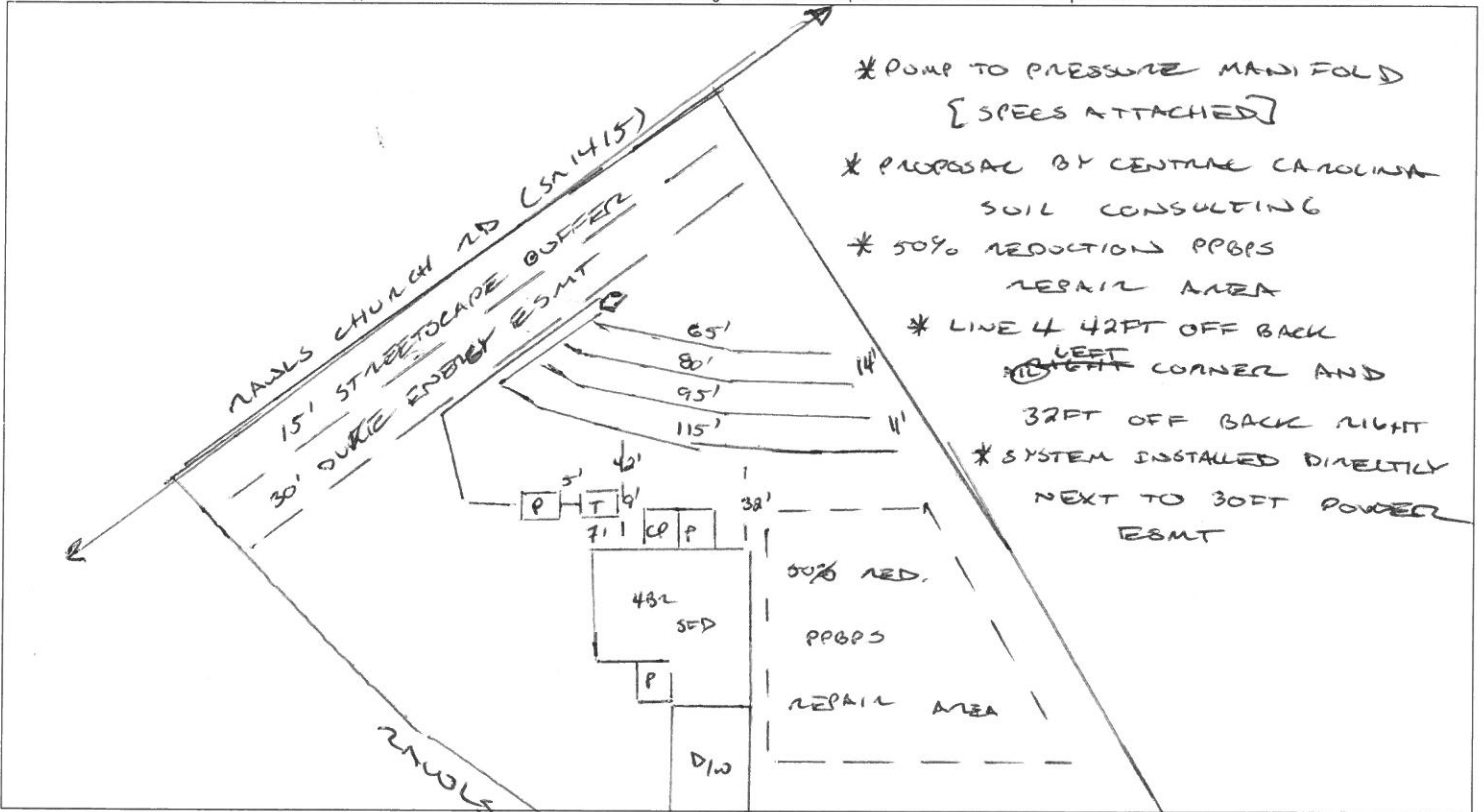 * PUMP TO PRESSURE MANIFOLD
[SPECS ATTACHED]
* PROPOSAL BY CENTRAL CAROLINA
SOIL CONSULTING
* 50% REDUCTION PPBPS
REPAIR AREA
* LINE 4 42FT OFF BACK
LEFT
CORNER AND
32FT OFF BACK RIGHT
* SYSTEM INSTALLED DIRECTLY
NEXT TO 30FT POWER
ESMT
RAWLS CHURCH RD (SR 1415)
15' STREETSCAPE BUFFER
30' DUKE ENERGY ESMT
65'
80'
14'
95'
11'
115'
42'
5'
P
T
9'
32'
7'
CP
P
50% RED.
4BR
SFD
PPBPS
P
REPAIR AREA
D/W
RAWLS